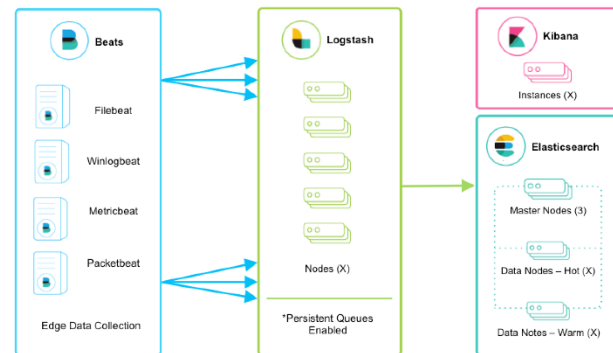 Beats
Filebeat
Winlogbeat
Metricbeat
Packetbeat
Edge Data Collection
Logstash
Nodes (X)
*Persistent Queues
Enabled
Kibana
Instances (X)
Elasticsearch
Master Nodes (3)
Data Nodes – Hot (X)
Data Notes – Warm (X)